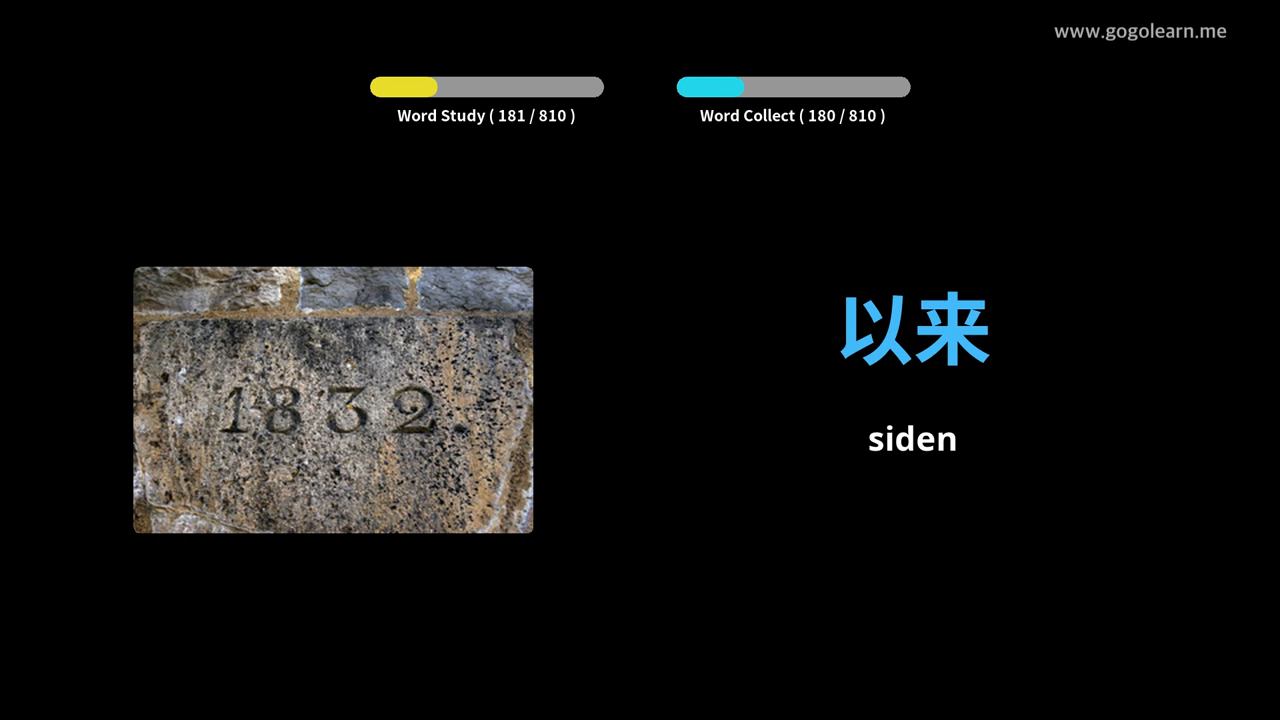 www.gogolearn.me
Word Study ( 181 / 810 )
Word Collect ( 180 / 810 )
1832.
以来
siden